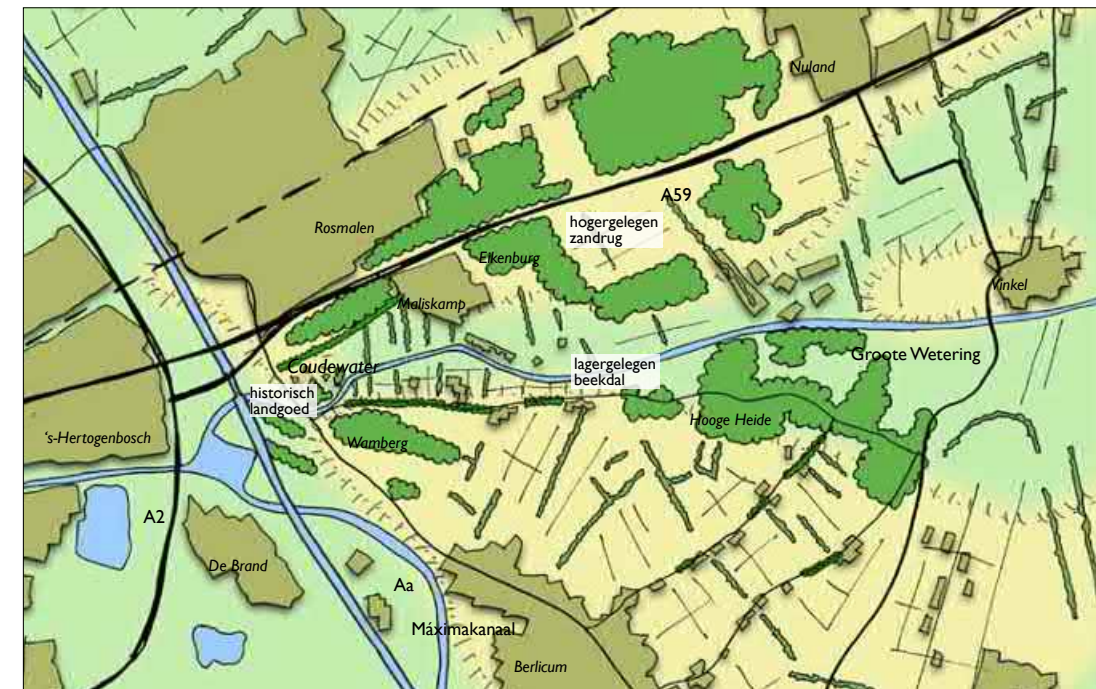 Nuland
A59
Rosmalen
hogergelegen
zandrug
Eikenburg
Vinkel
Maliskamp
Groote Wetering
Coudewater
lagergelegen
beekdal
historisch
landgoed
Hooge Heide
's-Hertogenbosch
Wamberg
A2
De Brand
Aa
Máximakanaal
Berlicum